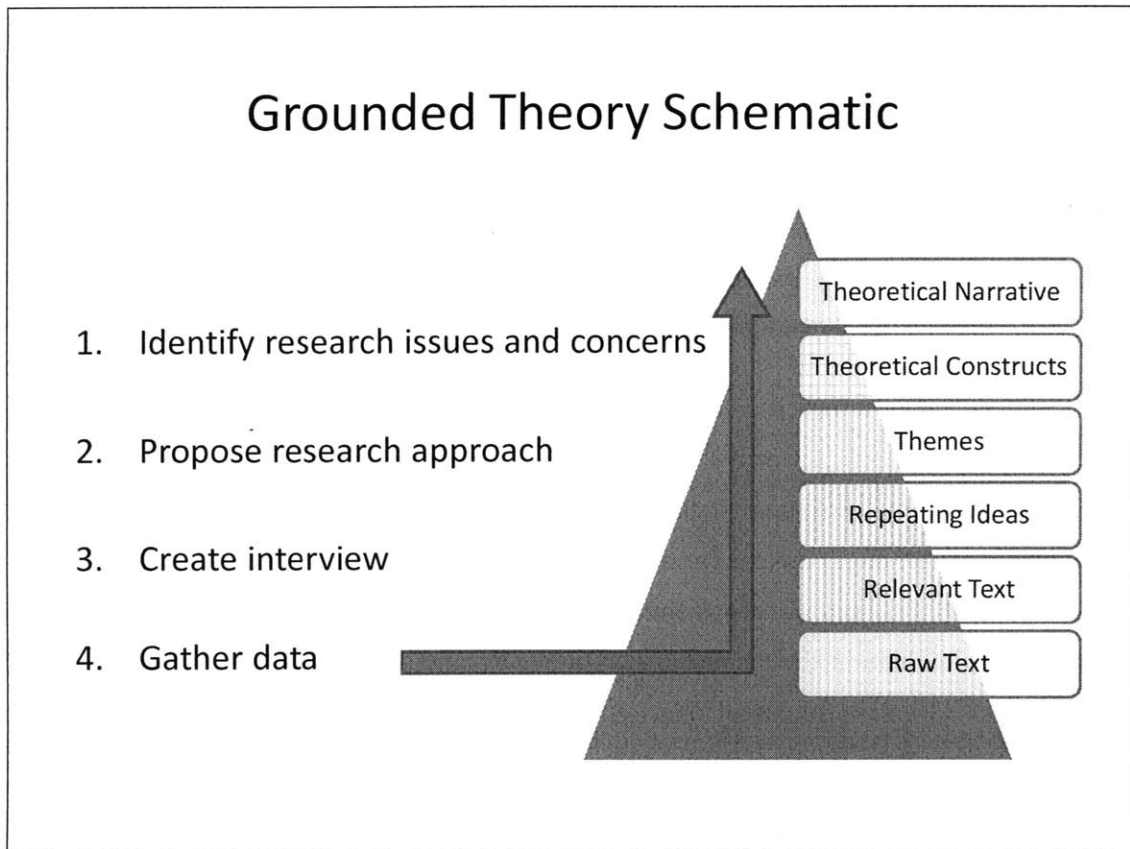 Grounded Theory Schematic
1. Identify research issues and concerns
2. Propose research approach
3. Create interview
4. Gather data
Theoretical Narrative
Theoretical Constructs
Themes
Repeating Ideas
Relevant Text
Raw Text